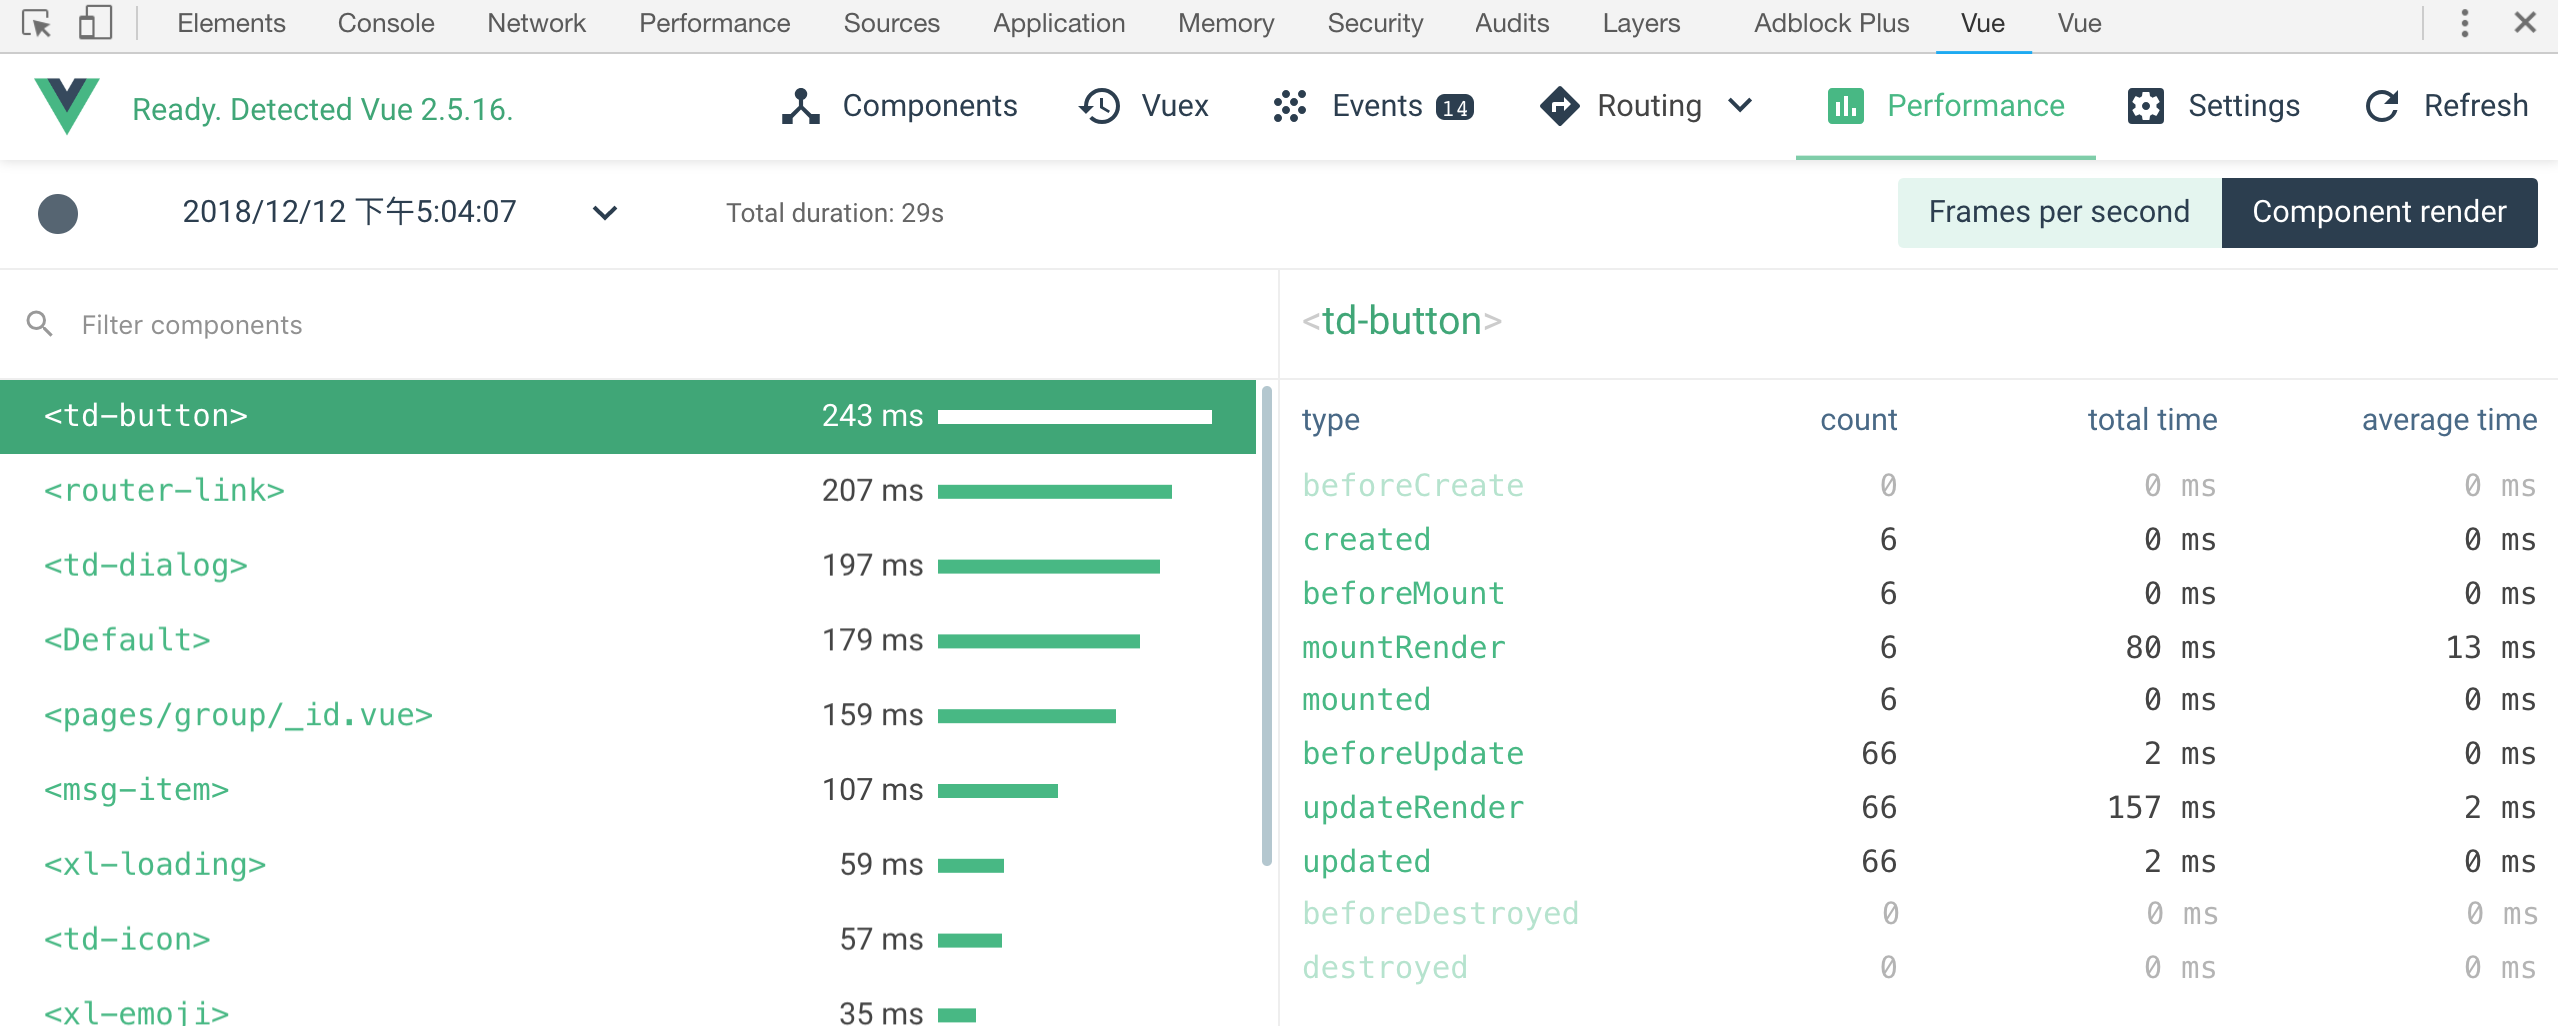 Elements Console Network Performance Sources Application Memory Security Audits Layers Adblock Plus Vue Vue
Ready. Detected Vue 2.5.16. Components Vuex Events 14 Routing Performance Settings Refresh
2018/12/12 下午5:04:07 Total duration: 29s Frames per second Component render
Filter components
<td-button> 243 ms
<router-link> 207 ms
<td-dialog> 197 ms
<Default> 179 ms
<pages/group/_id.vue> 159 ms
<msg-item> 107 ms
<xl-loading> 59 ms
<td-icon> 57 ms
<xl-emoji> 35 ms
<td-button>
type count total time average time
beforeCreate 0 0 ms 0 ms
created 6 0 ms 0 ms
beforeMount 6 0 ms 0 ms
mountRender 6 80 ms 13 ms
mounted 6 0 ms 0 ms
beforeUpdate 66 2 ms 0 ms
updateRender 66 157 ms 2 ms
updated 66 2 ms 0 ms
beforeDestroyed 0 0 ms 0 ms
destroyed 0 0 ms 0 ms